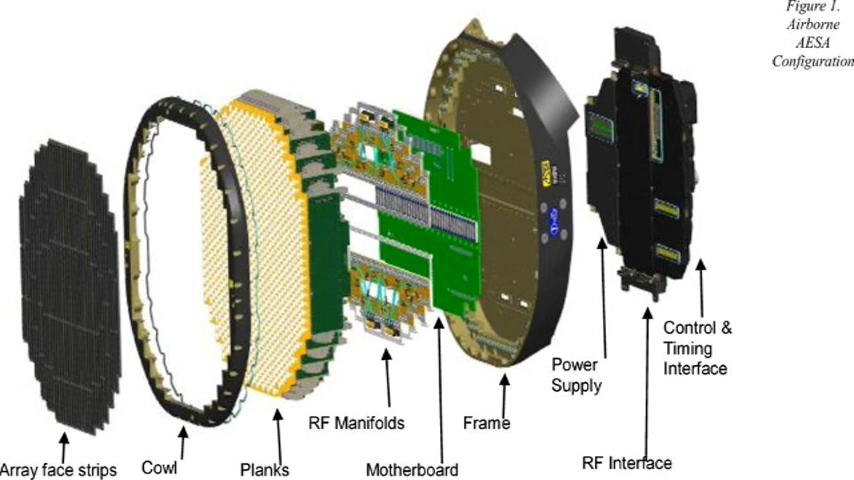 Figure 1.
Airborne
AESA
Configuration
Control &
Timing
Interface
Power
Supply
RF Manifolds
Frame
Array face strips
Cowl
Planks
Motherboard
RF Interface